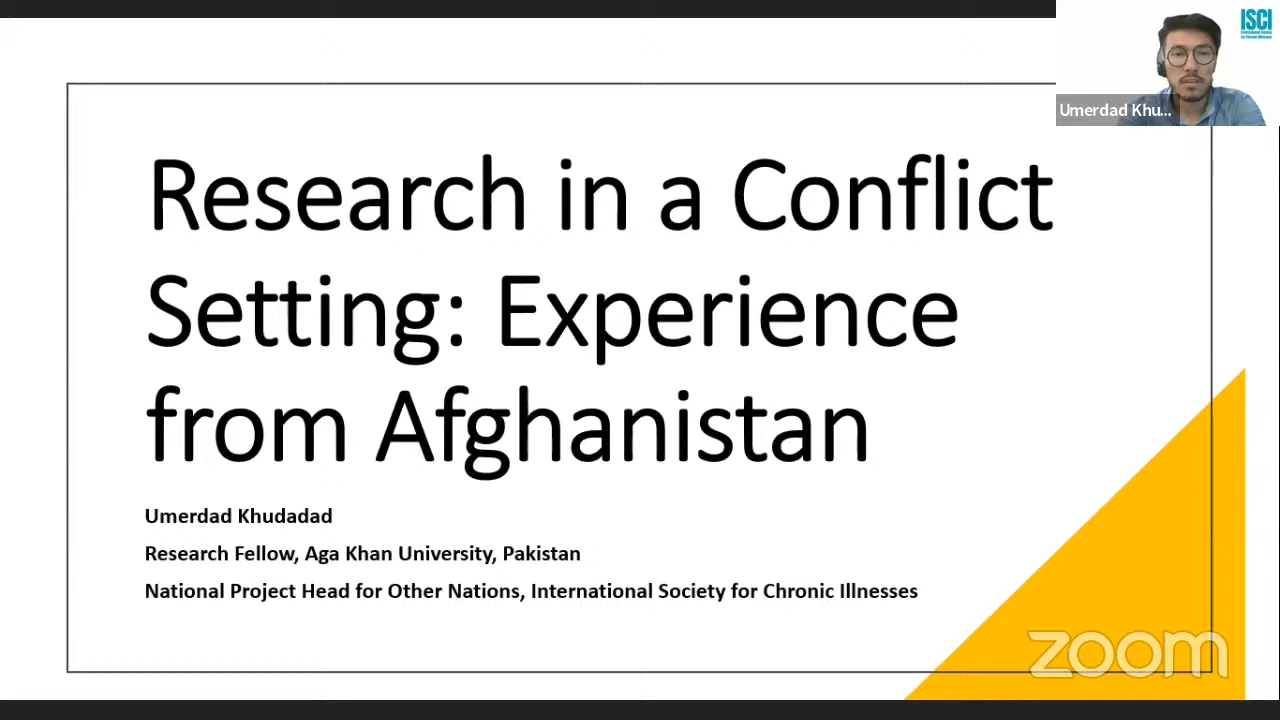 ISCI
Umerdad Khu...
Research in a Conflict
Setting: Experience
from Afghanistan
Umerdad Khudadad
Research Fellow, Aga Khan University, Pakistan
National Project Head for Other Nations, International Society for Chronic Illnesses
zoom